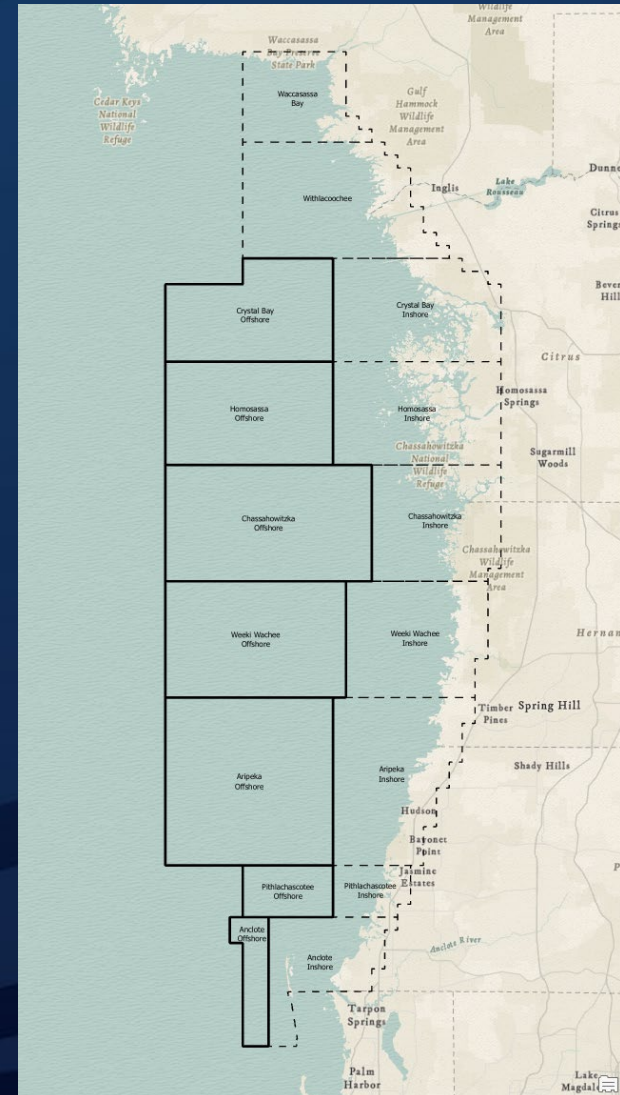 Wildlife
Management
Area
Waccasassa
Bay Preserve
State Park
Cedar Keys
National
Wildlife
Refuge
Waccasassa
Bay
Gulf
Hammock
Wildlife
Management
Area
Withlacoochee
Inglis
Lake
Rousseau
Dunne
Citrus
Spring
Bever
Hill
Crystal Bay
Offshore
Crystal Bay
Inshore
Citrus
Homosassa
Offshore
Homosassa
Inshore
Homosassa
Springs
Chassahowitzka
National
Wildlife
Refuge
Sugarmill
Woods
Chassahowitzka
Offshore
Chassahowitzka
Inshore
Chassahowitzka
Wildlife
Management
Area
Weeki Wachee
Offshore
Weeki Wachee
Inshore
Hernan
Timber
Pines
Spring Hill
Aripeka
Offshore
Aripeka
Inshore
Shady Hills
Hudson
Bayonet
Point
Jasmine
Estates
P
Pithlachascotee
Offshore
Pithlachascotee
Inshore
Anclote
Offshore
Anclote
Inshore
Anclote River
Tarpon
Springs
Palm
Harbor
Lake
Magdal